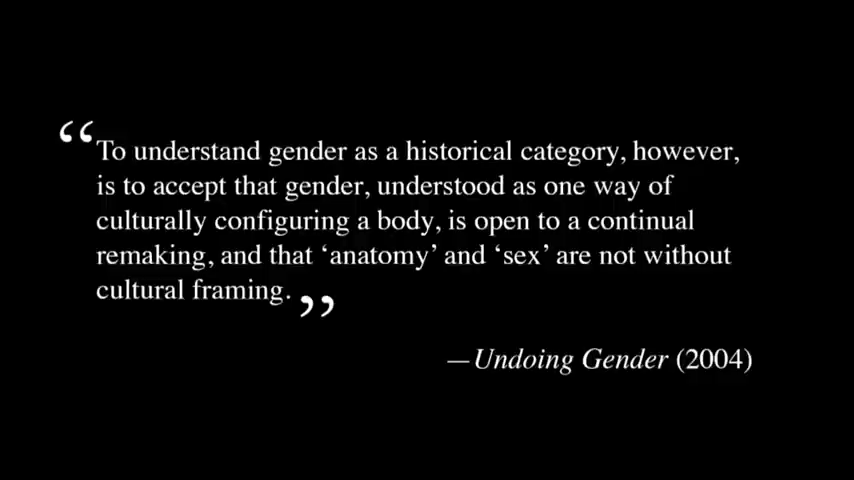 “To understand gender as a historical category, however,
is to accept that gender, understood as one way of
culturally configuring a body, is open to a continual
remaking, and that ‘anatomy’ and ‘sex’ are not without
cultural framing.”
—Undoing Gender (2004)